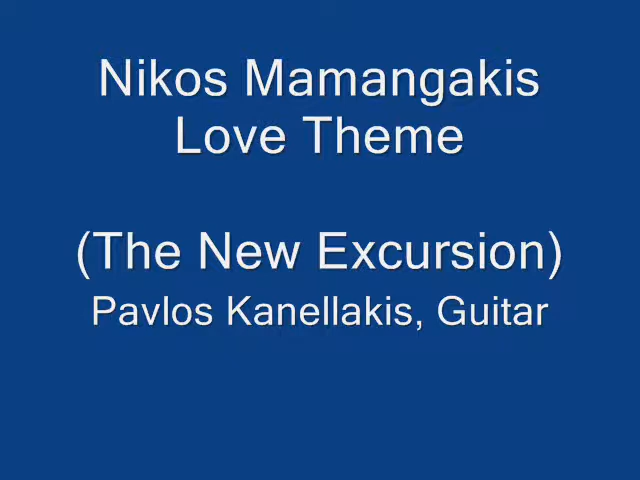 Nikos Mamangakis
Love Theme
(The New Excursion)
Pavlos Kanellakis, Guitar